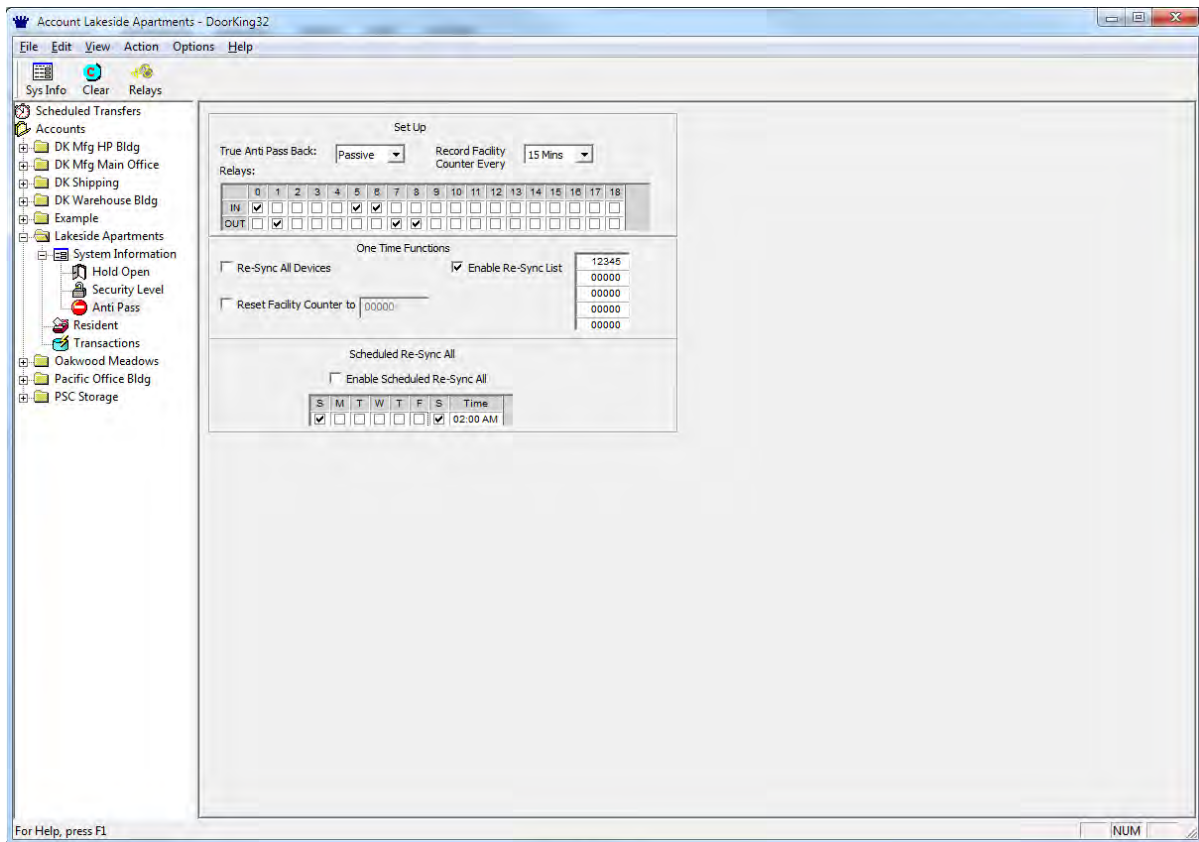 Account Lakeside Apartments - DoorKing32
File Edit View Action Options Help
Sys Info Clear Relays
Scheduled Transfers
Accounts
DK Mfg HP Bldg
DK Mfg Main Office
DK Shipping
DK Warehouse Bldg
Example
Lakeside Apartments
System Information
Hold Open
Security Level
Anti Pass
Resident
Transactions
Oakwood Meadows
Pacific Office Bldg
PSC Storage
Set Up
True Anti Pass Back: Passive
Record Facility
Counter Every 15 Mins
Relays:
0 1 2 3 4 5 6 7 8 9 10 11 12 13 14 15 16 17 18
IN
OUT
One Time Functions
Re-Sync All Devices
Enable Re-Sync List
Reset Facility Counter to 00000
12345
00000
00000
00000
00000
Scheduled Re-Sync All
Enable Scheduled Re-Sync All
S M T W T F S Time
02:00 AM
For Help, press F1
NUM